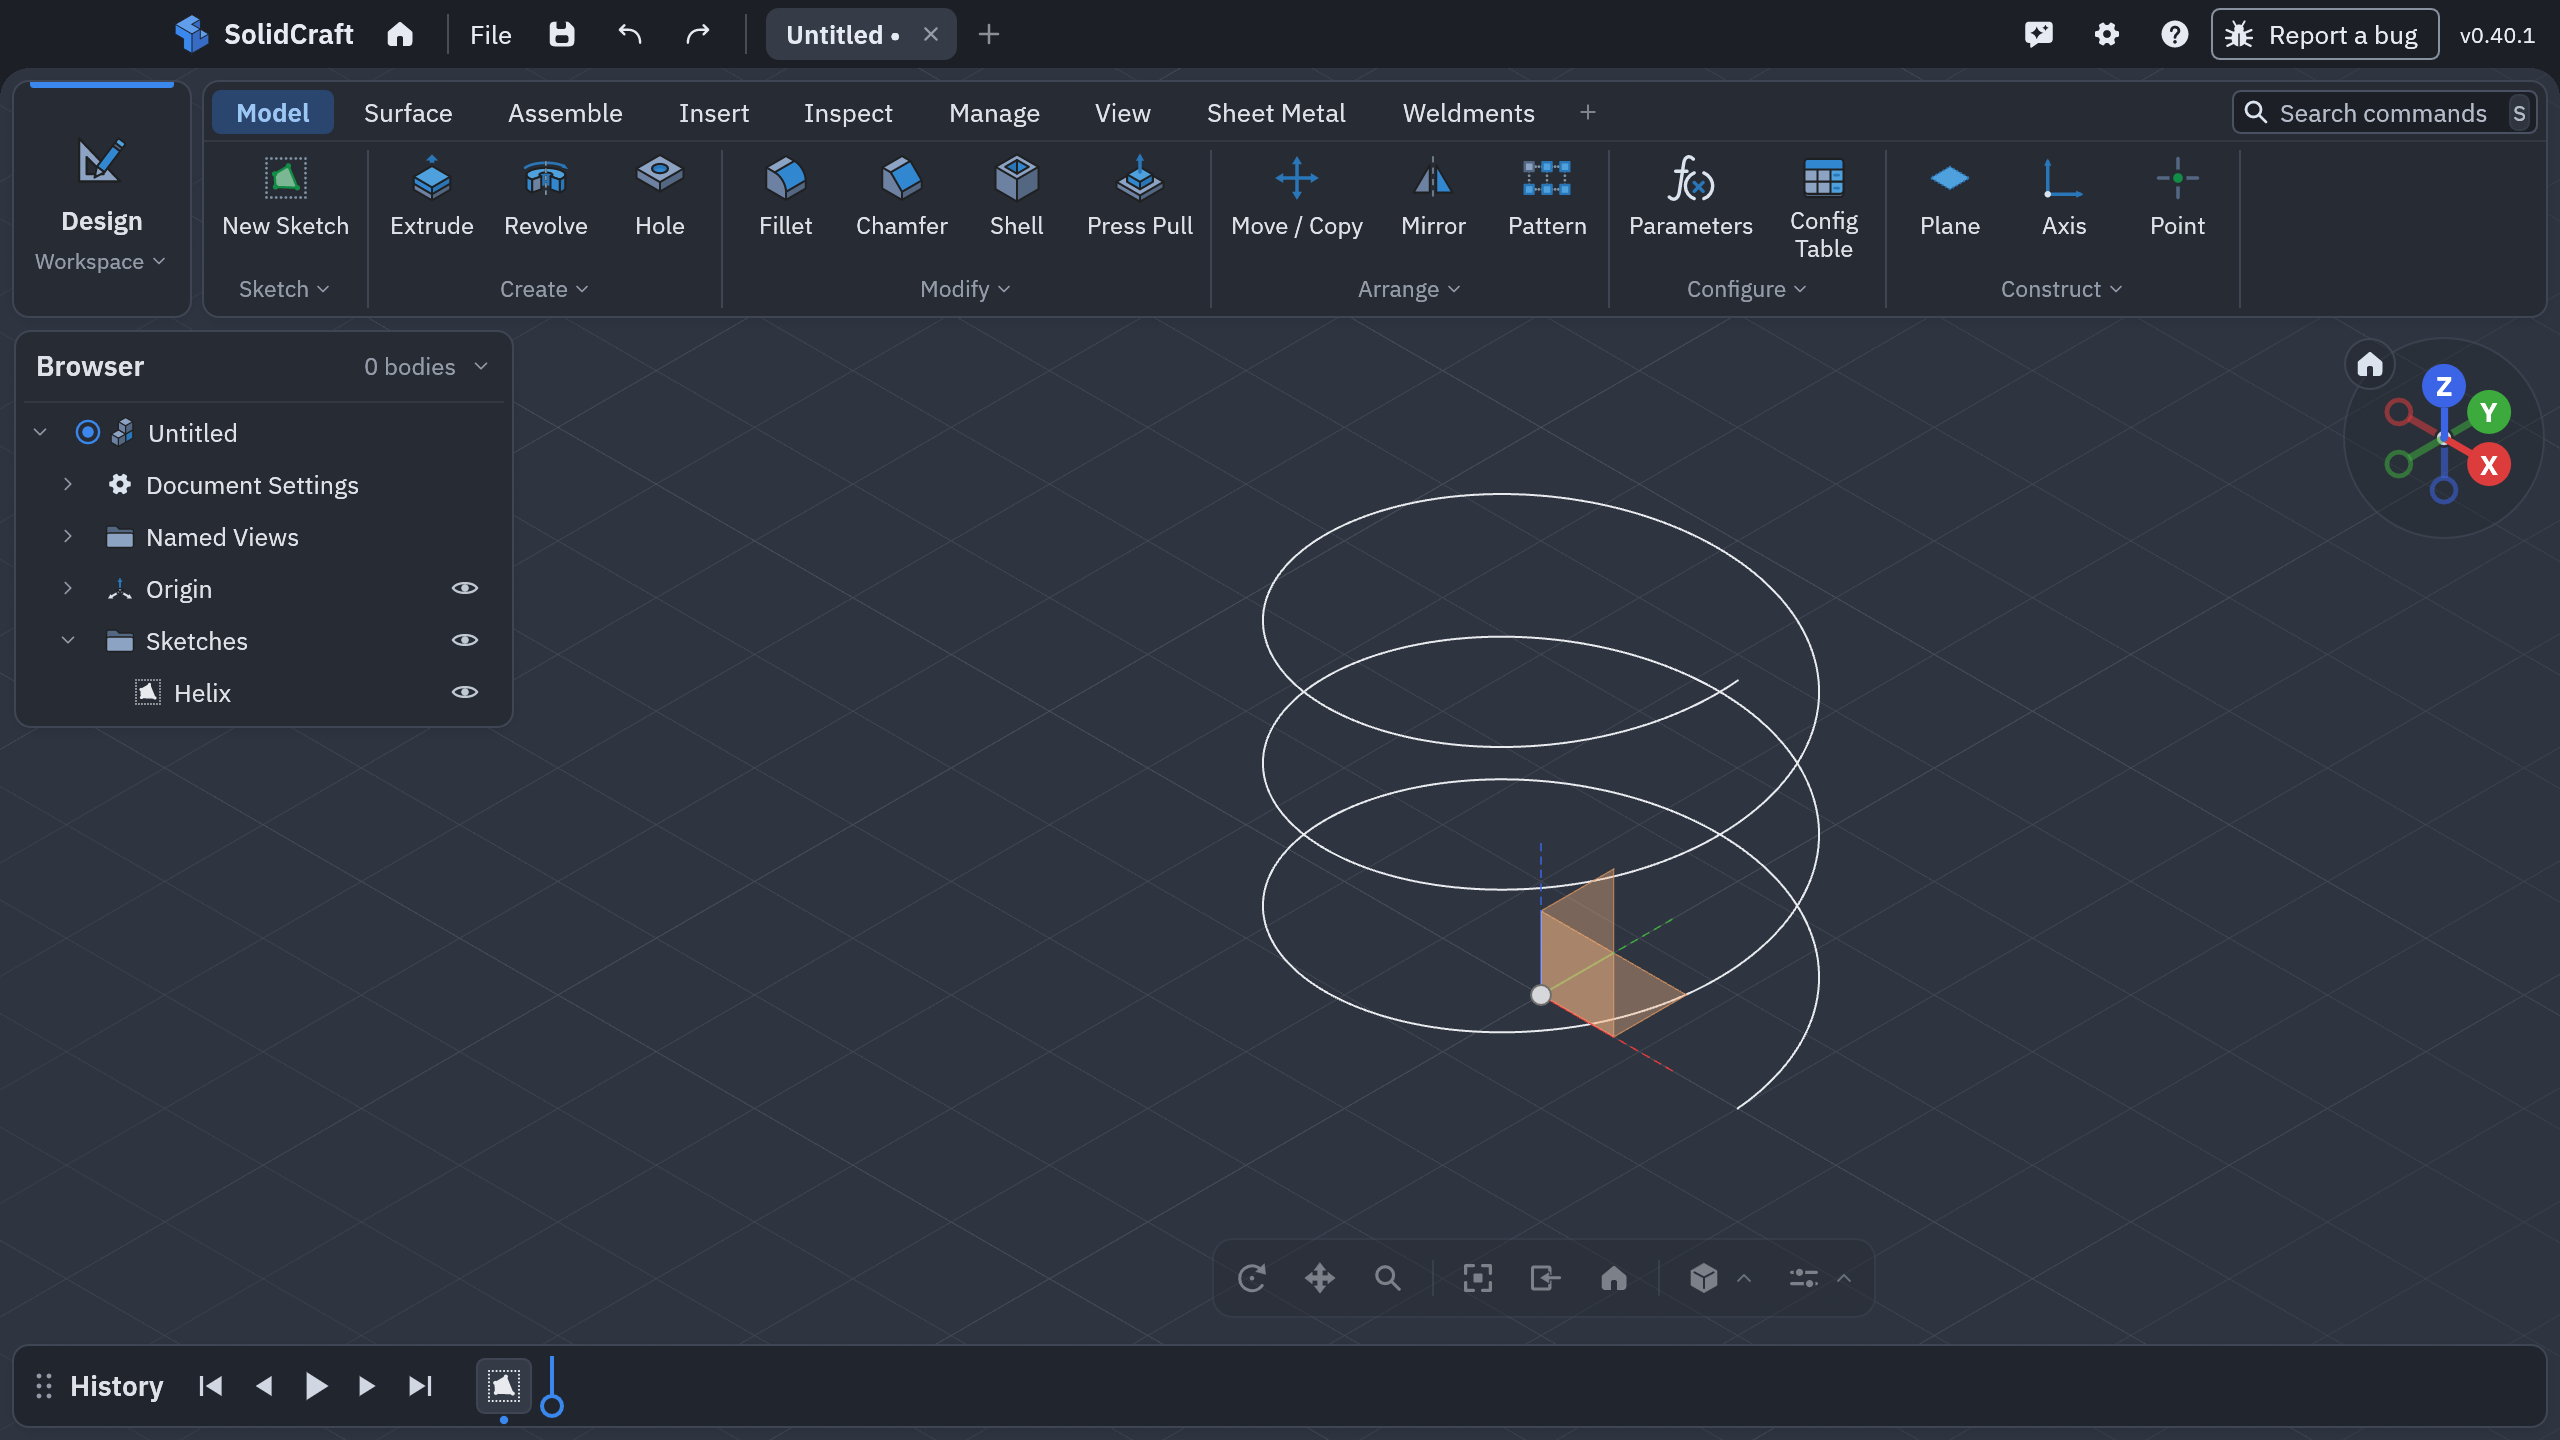 SolidCraft
File
Untitled •
Report a bug
v0.40.1
Design
Workspace
Model
Surface
Assemble
Insert
Inspect
Manage
View
Sheet Metal
Weldments
Search commands
S
New Sketch
Extrude
Revolve
Hole
Fillet
Chamfer
Shell
Press Pull
Move / Copy
Mirror
Pattern
Parameters
Config
Table
Plane
Axis
Point
Sketch
Create
Modify
Arrange
Configure
Construct
Browser
0 bodies
Untitled
Document Settings
Named Views
Origin
Sketches
Helix
Z
Y
X
History